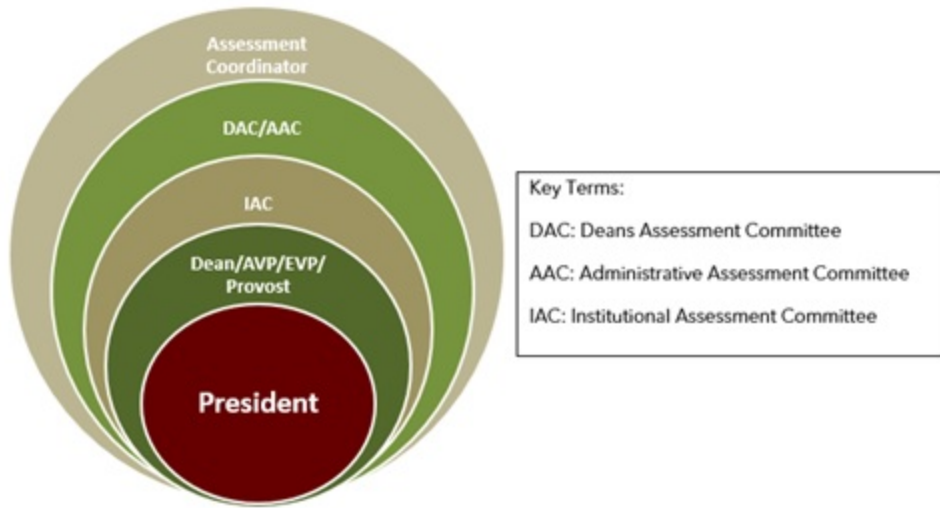 Assessment
Coordinator
DAC/AAC
IAC
Dean/AVP/EVP/
Provost
President
Key Terms:
DAC: Deans Assessment Committee
AAC: Administrative Assessment Committee
IAC: Institutional Assessment Committee